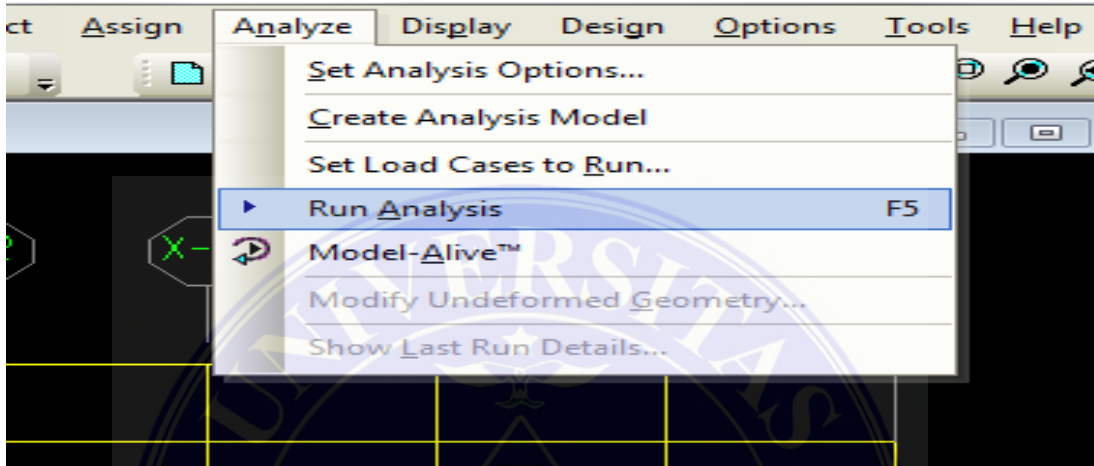 ct Assign Analyze Display Design Options Tools Help
Set Analysis Options...
Create Analysis Model
Set Load Cases to Run...
Run Analysis F5
Model-Alive™
Modify Undeformed Geometry...
Show Last Run Details...
X-
UNIVERSITAS